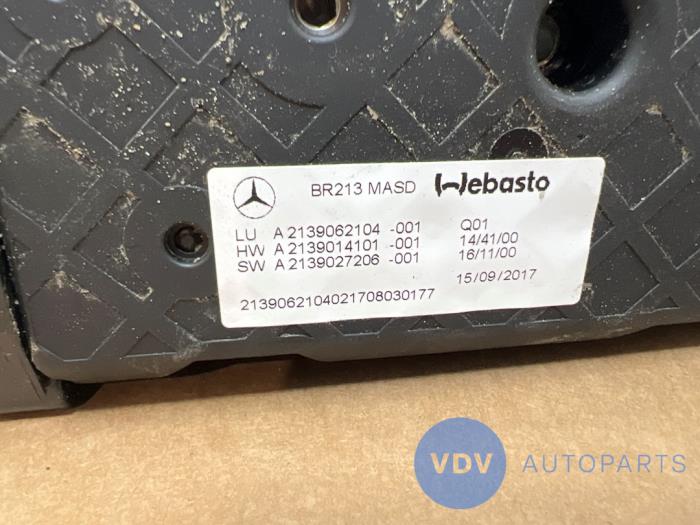 BR213 MASD Webasto
LU A 2139062104 -001 Q01
HW A 2139014101 -001 14/41/00
SW A 2139027206 -001 16/11/00
15/09/2017
2139062104021708030177
VDV AUTOPARTS